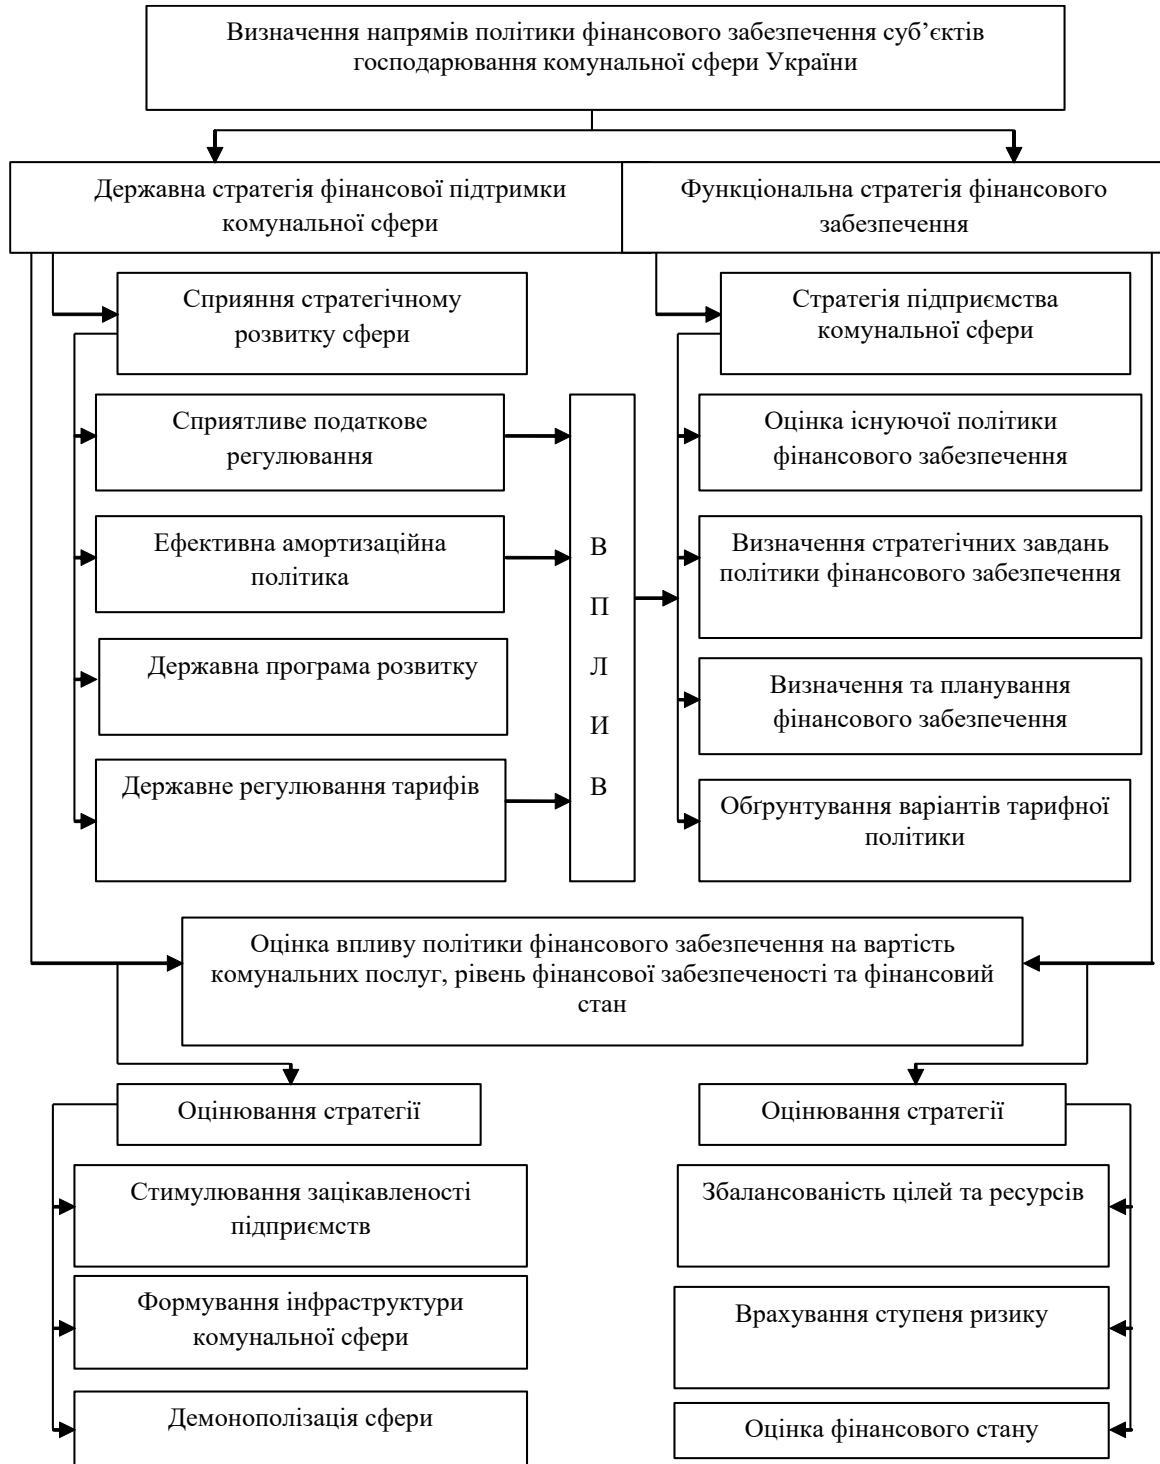 Визначення напрямів політики фінансового забезпечення суб’єктів
господарювання комунальної сфери України
Державна стратегія фінансової підтримки
комунальної сфери
Функціональна стратегія фінансового
забезпечення
Сприяння стратегічному
розвитку сфери
Стратегія підприємства
комунальної сфери
Сприятливе податкове
регулювання
Ефективна амортизаційна
політика
Державна програма розвитку
Державне регулювання тарифів
В
П
Л
И
В
Оцінка існуючої політики
фінансового забезпечення
Визначення стратегічних завдань
політики фінансового забезпечення
Визначення та планування
фінансового забезпечення
Обґрунтування варіантів тарифної
політики
Оцінка впливу політики фінансового забезпечення на вартість
комунальних послуг, рівень фінансової забезпеченості та фінансовий
стан
Оцінювання стратегії
Стимулювання зацікавленості
підприємств
Формування інфраструктури
комунальної сфери
Демонополізація сфери
Оцінювання стратегії
Збалансованість цілей та ресурсів
Врахування ступеня ризику
Оцінка фінансового стану